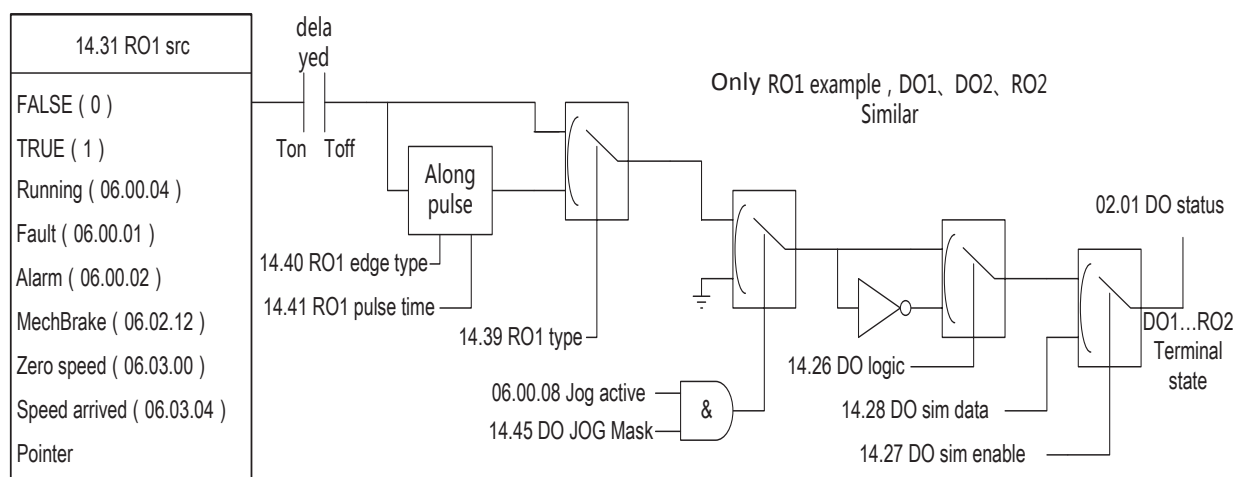 14.31 RO1 src
FALSE ( 0 )
TRUE ( 1 )
Running ( 06.00.04 )
Fault ( 06.00.01 )
Alarm ( 06.00.02 )
MechBrake ( 06.02.12 )
Zero speed ( 06.03.00 )
Speed arrived ( 06.03.04 )
Pointer
dela
yed
Ton Toff
Along
pulse
14.40 RO1 edge type
14.41 RO1 pulse time
14.39 RO1 type
Only RO1 example , DO1、DO2、RO2
Similar
06.00.08 Jog active
14.45 DO JOG Mask
&
14.26 DO logic
14.28 DO sim data
14.27 DO sim enable
02.01 DO status
DO1...RO2
Terminal
state